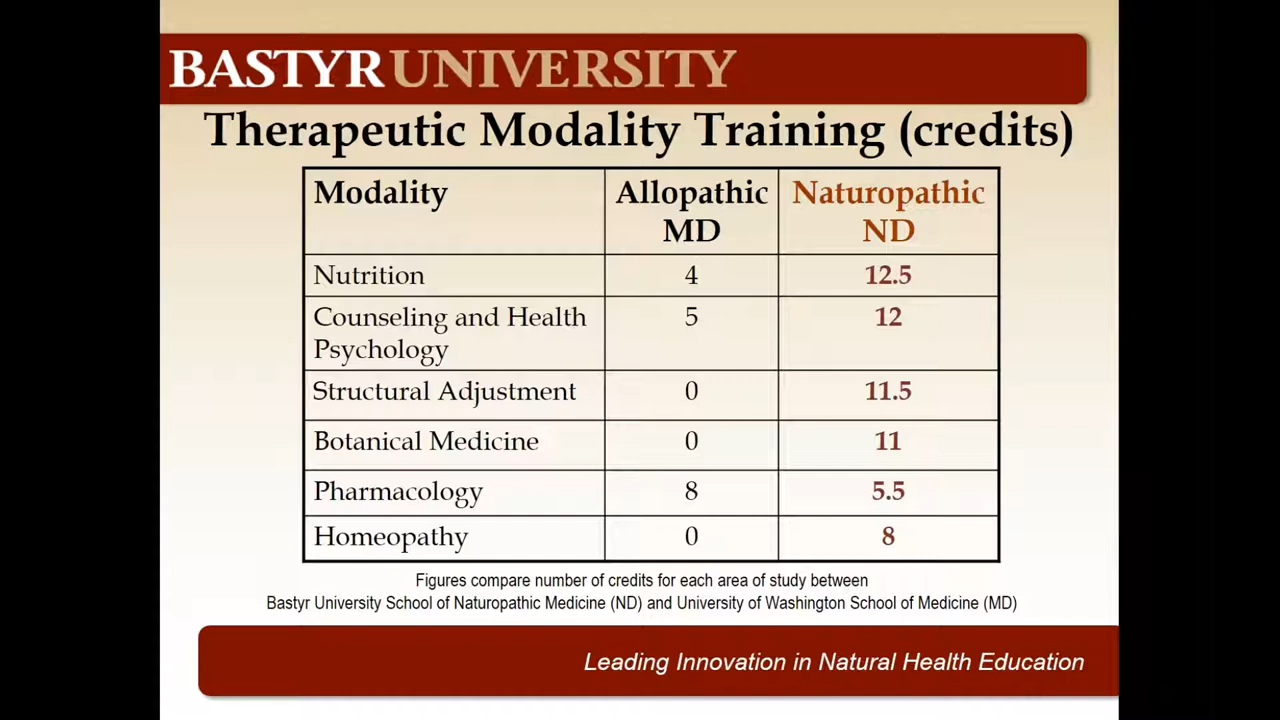 BASTYR UNIVERSITY
Therapeutic Modality Training (credits)
Modality Allopathic MD Naturopathic ND
Nutrition 4 12.5
Counseling and Health Psychology 5 12
Structural Adjustment 0 11.5
Botanical Medicine 0 11
Pharmacology 8 5.5
Homeopathy 0 8
Figures compare number of credits for each area of study between
Bastyr University School of Naturopathic Medicine (ND) and University of Washington School of Medicine (MD)
Leading Innovation in Natural Health Education